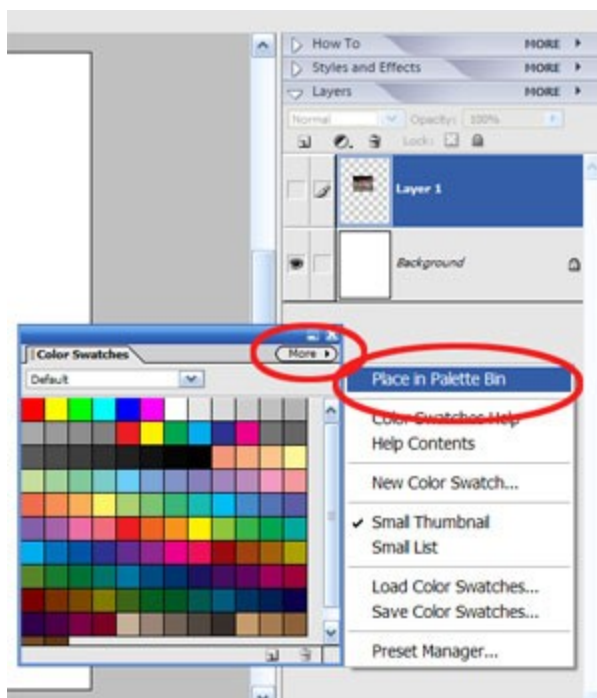 How To MORE
Styles and Effects MORE
Layers MORE
Normal Opacity: 100%
Lock:
Layer 1
Background
Color Swatches More
Default
Place in Palette Bin
Color Swatches Help
Help Contents
New Color Swatch...
Small Thumbnail
Small List
Load Color Swatches...
Save Color Swatches...
Preset Manager...